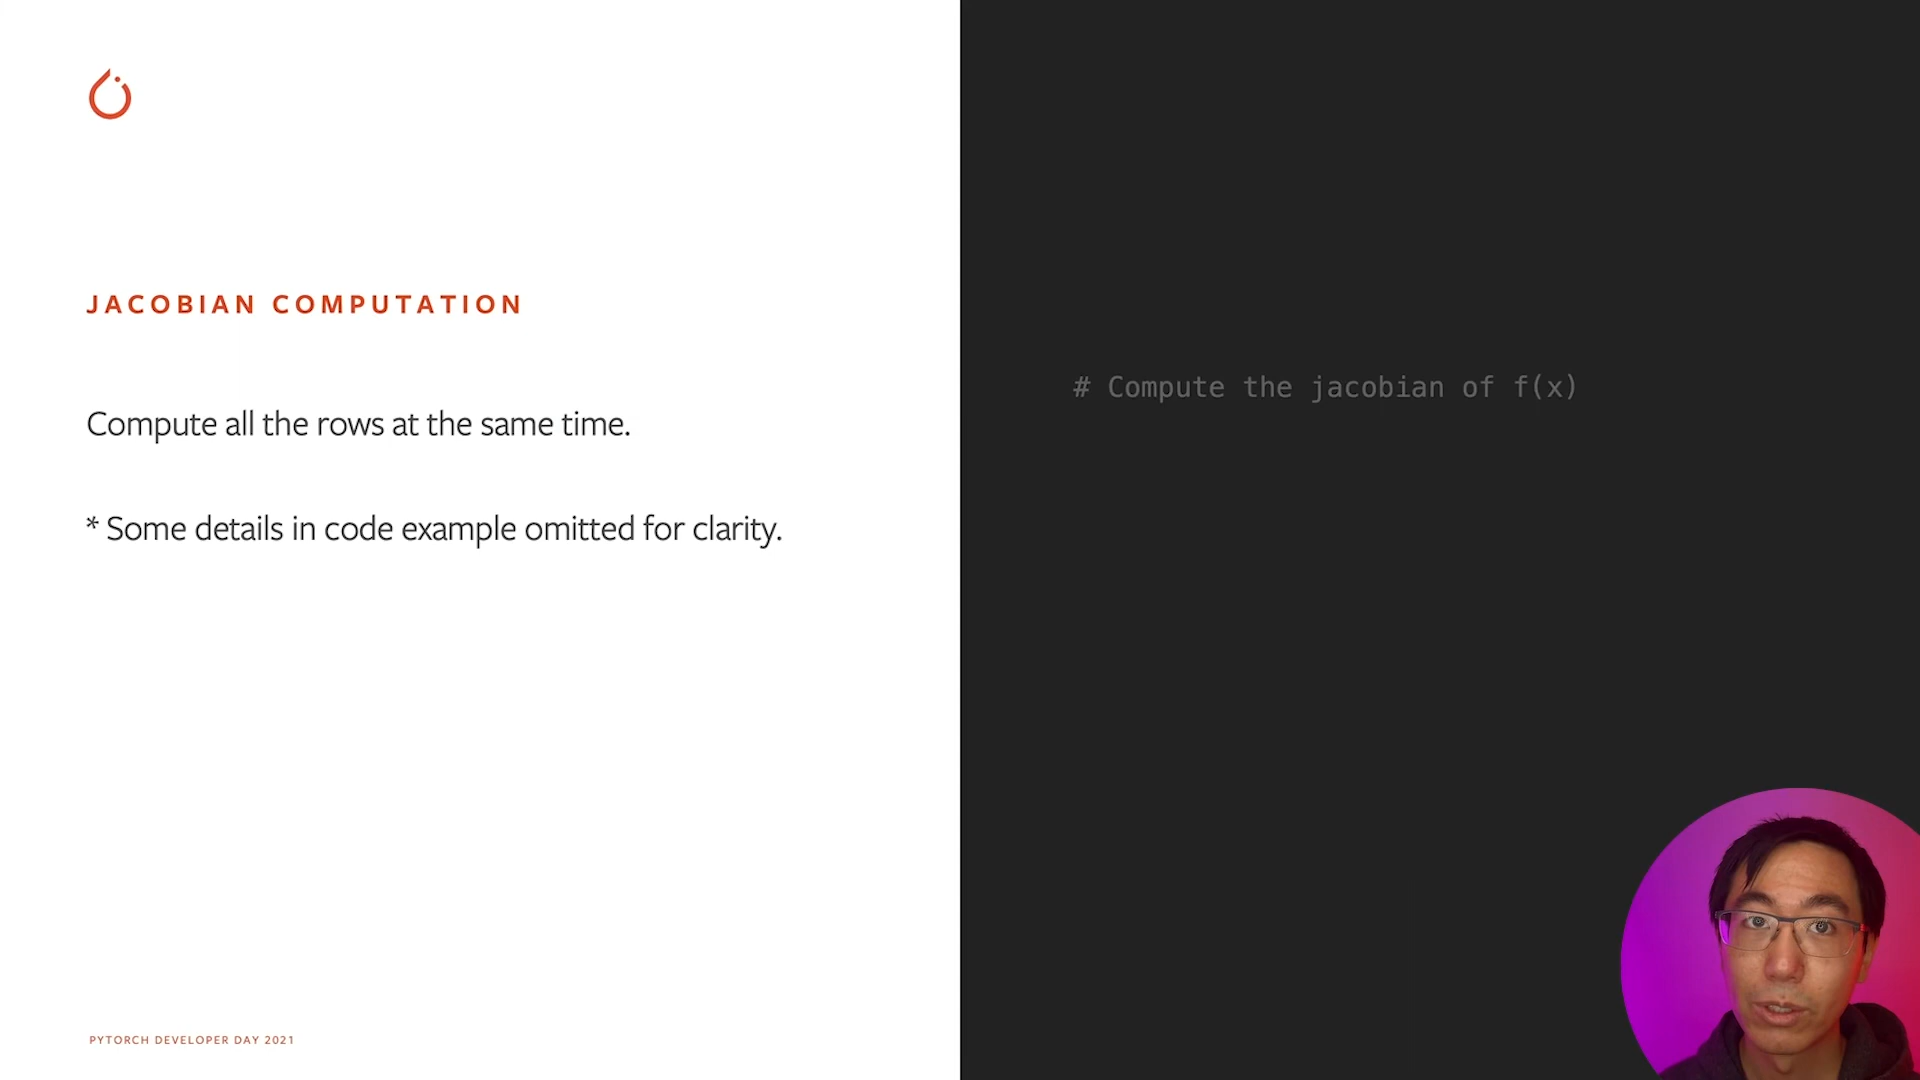 JACOBIAN COMPUTATION
Compute all the rows at the same time.
* Some details in code example omitted for clarity.
# Compute the jacobian of f(x)
PYTORCH DEVELOPER DAY 2021